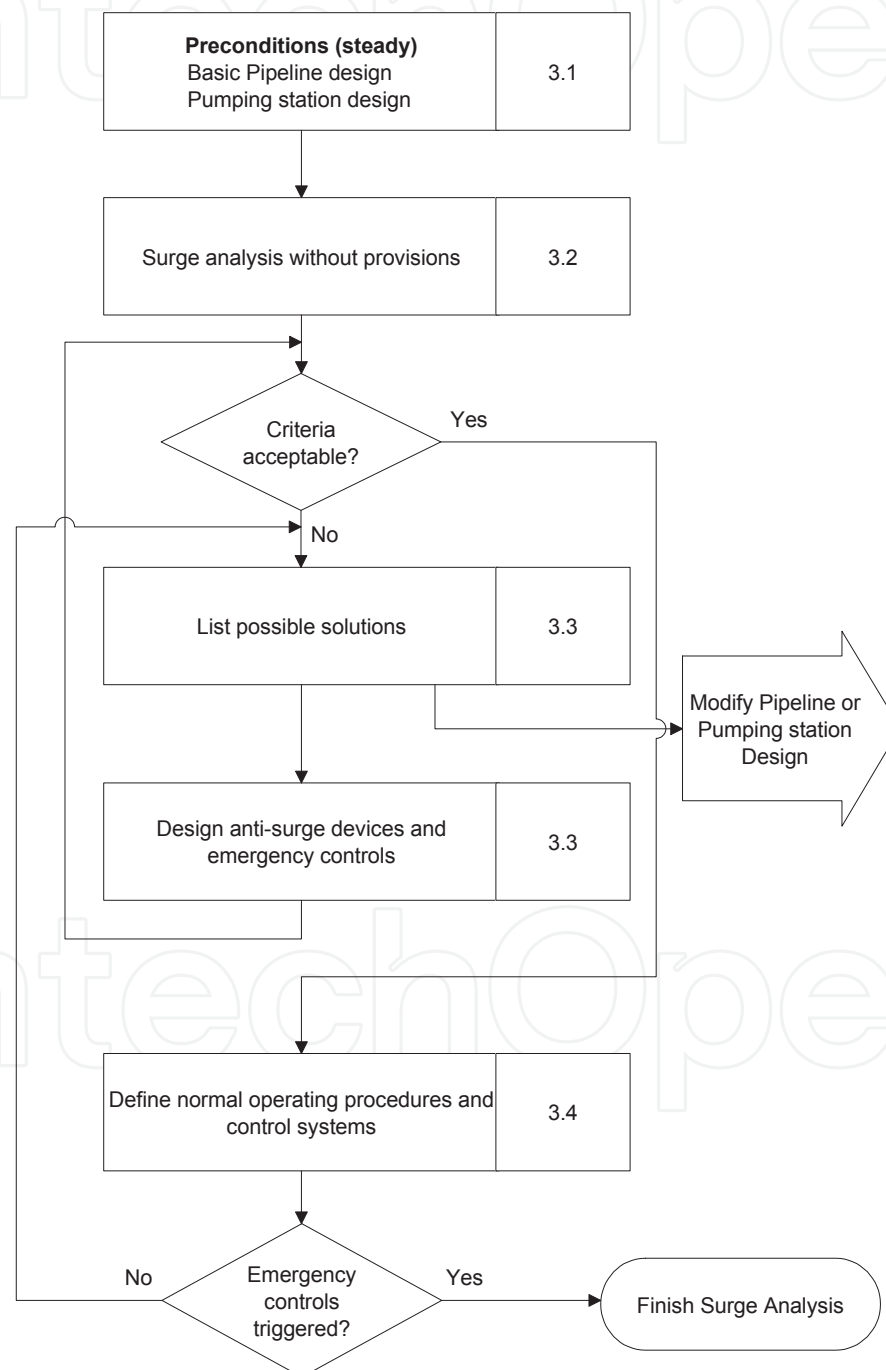 Preconditions (steady)
Basic Pipeline design
Pumping station design
3.1
Surge analysis without provisions
3.2
Criteria
acceptable?
Yes
No
List possible solutions
3.3
Modify Pipeline or
Pumping station
Design
Design anti-surge devices and
emergency controls
3.3
Define normal operating procedures and
control systems
3.4
No
Emergency
controls
triggered?
Yes
Finish Surge Analysis